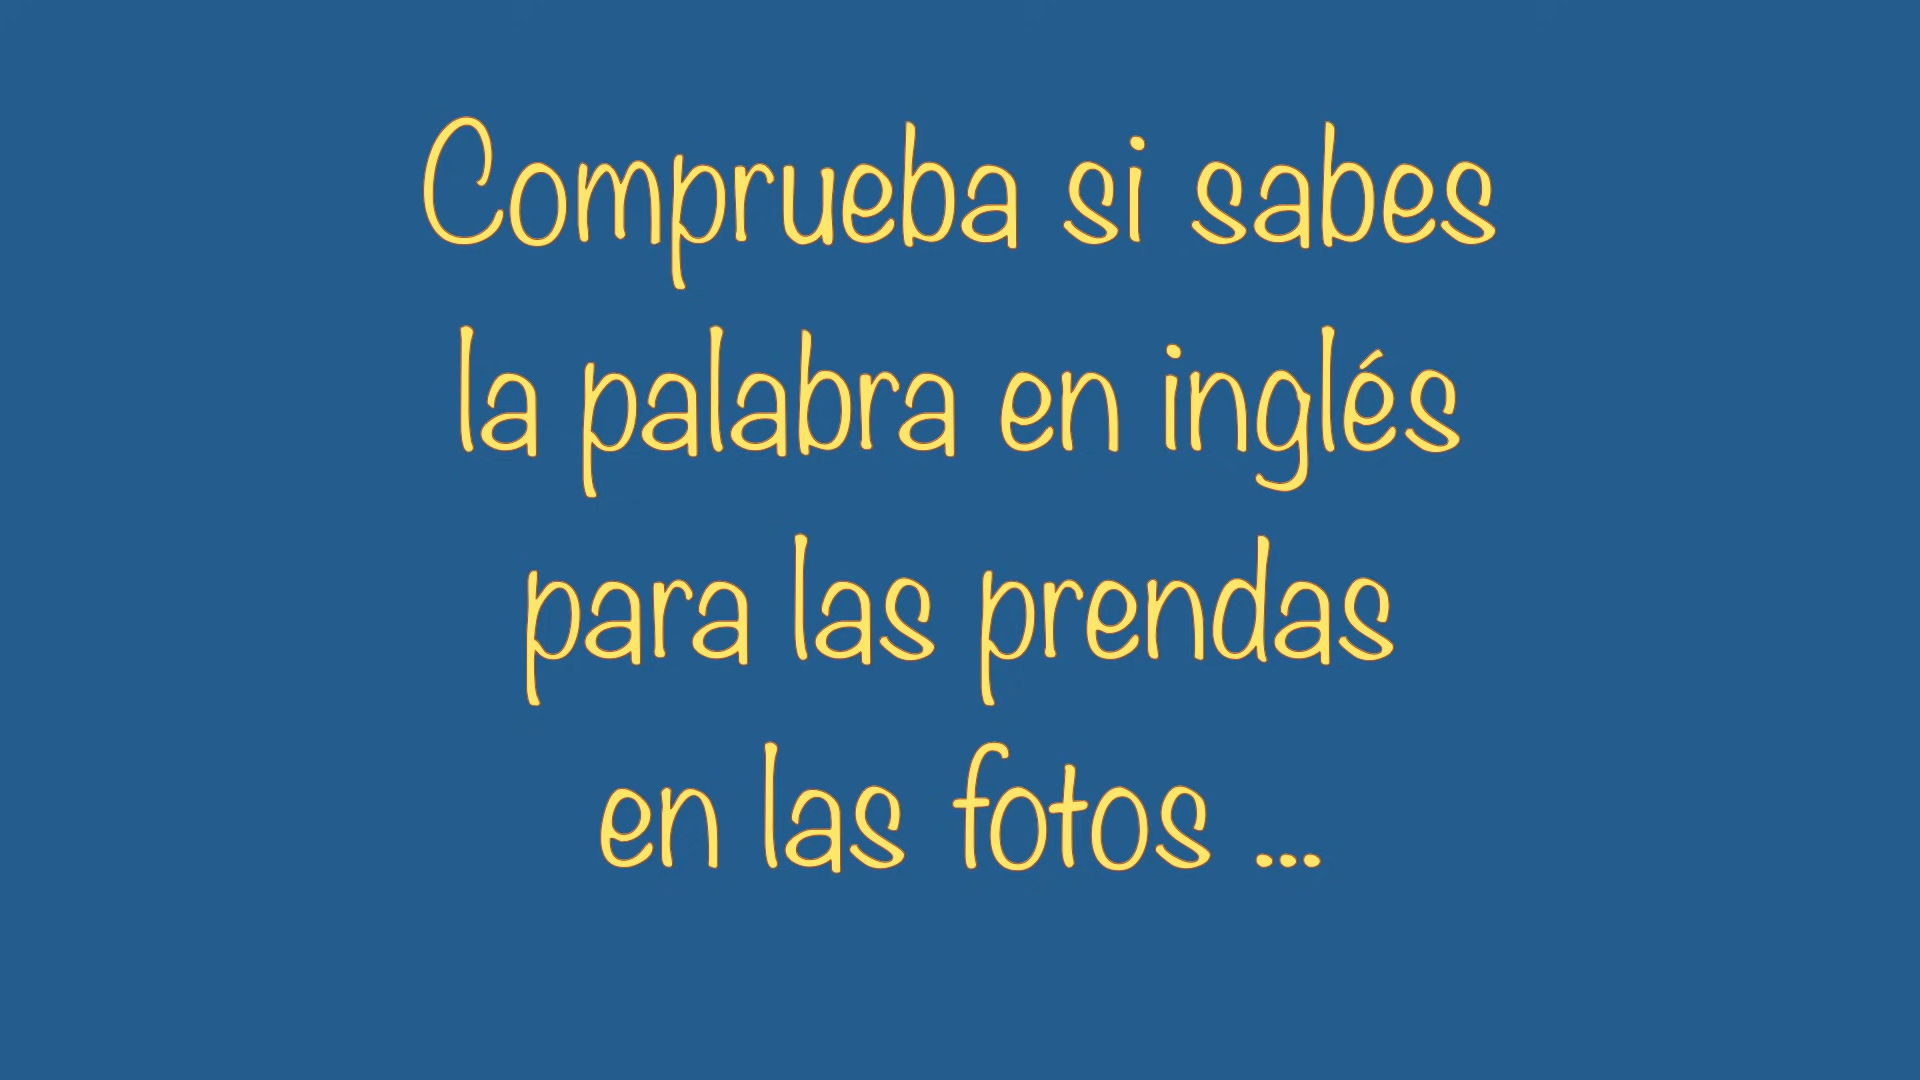 Comprueba si sabes
la palabra en inglés
para las prendas
en las fotos ...